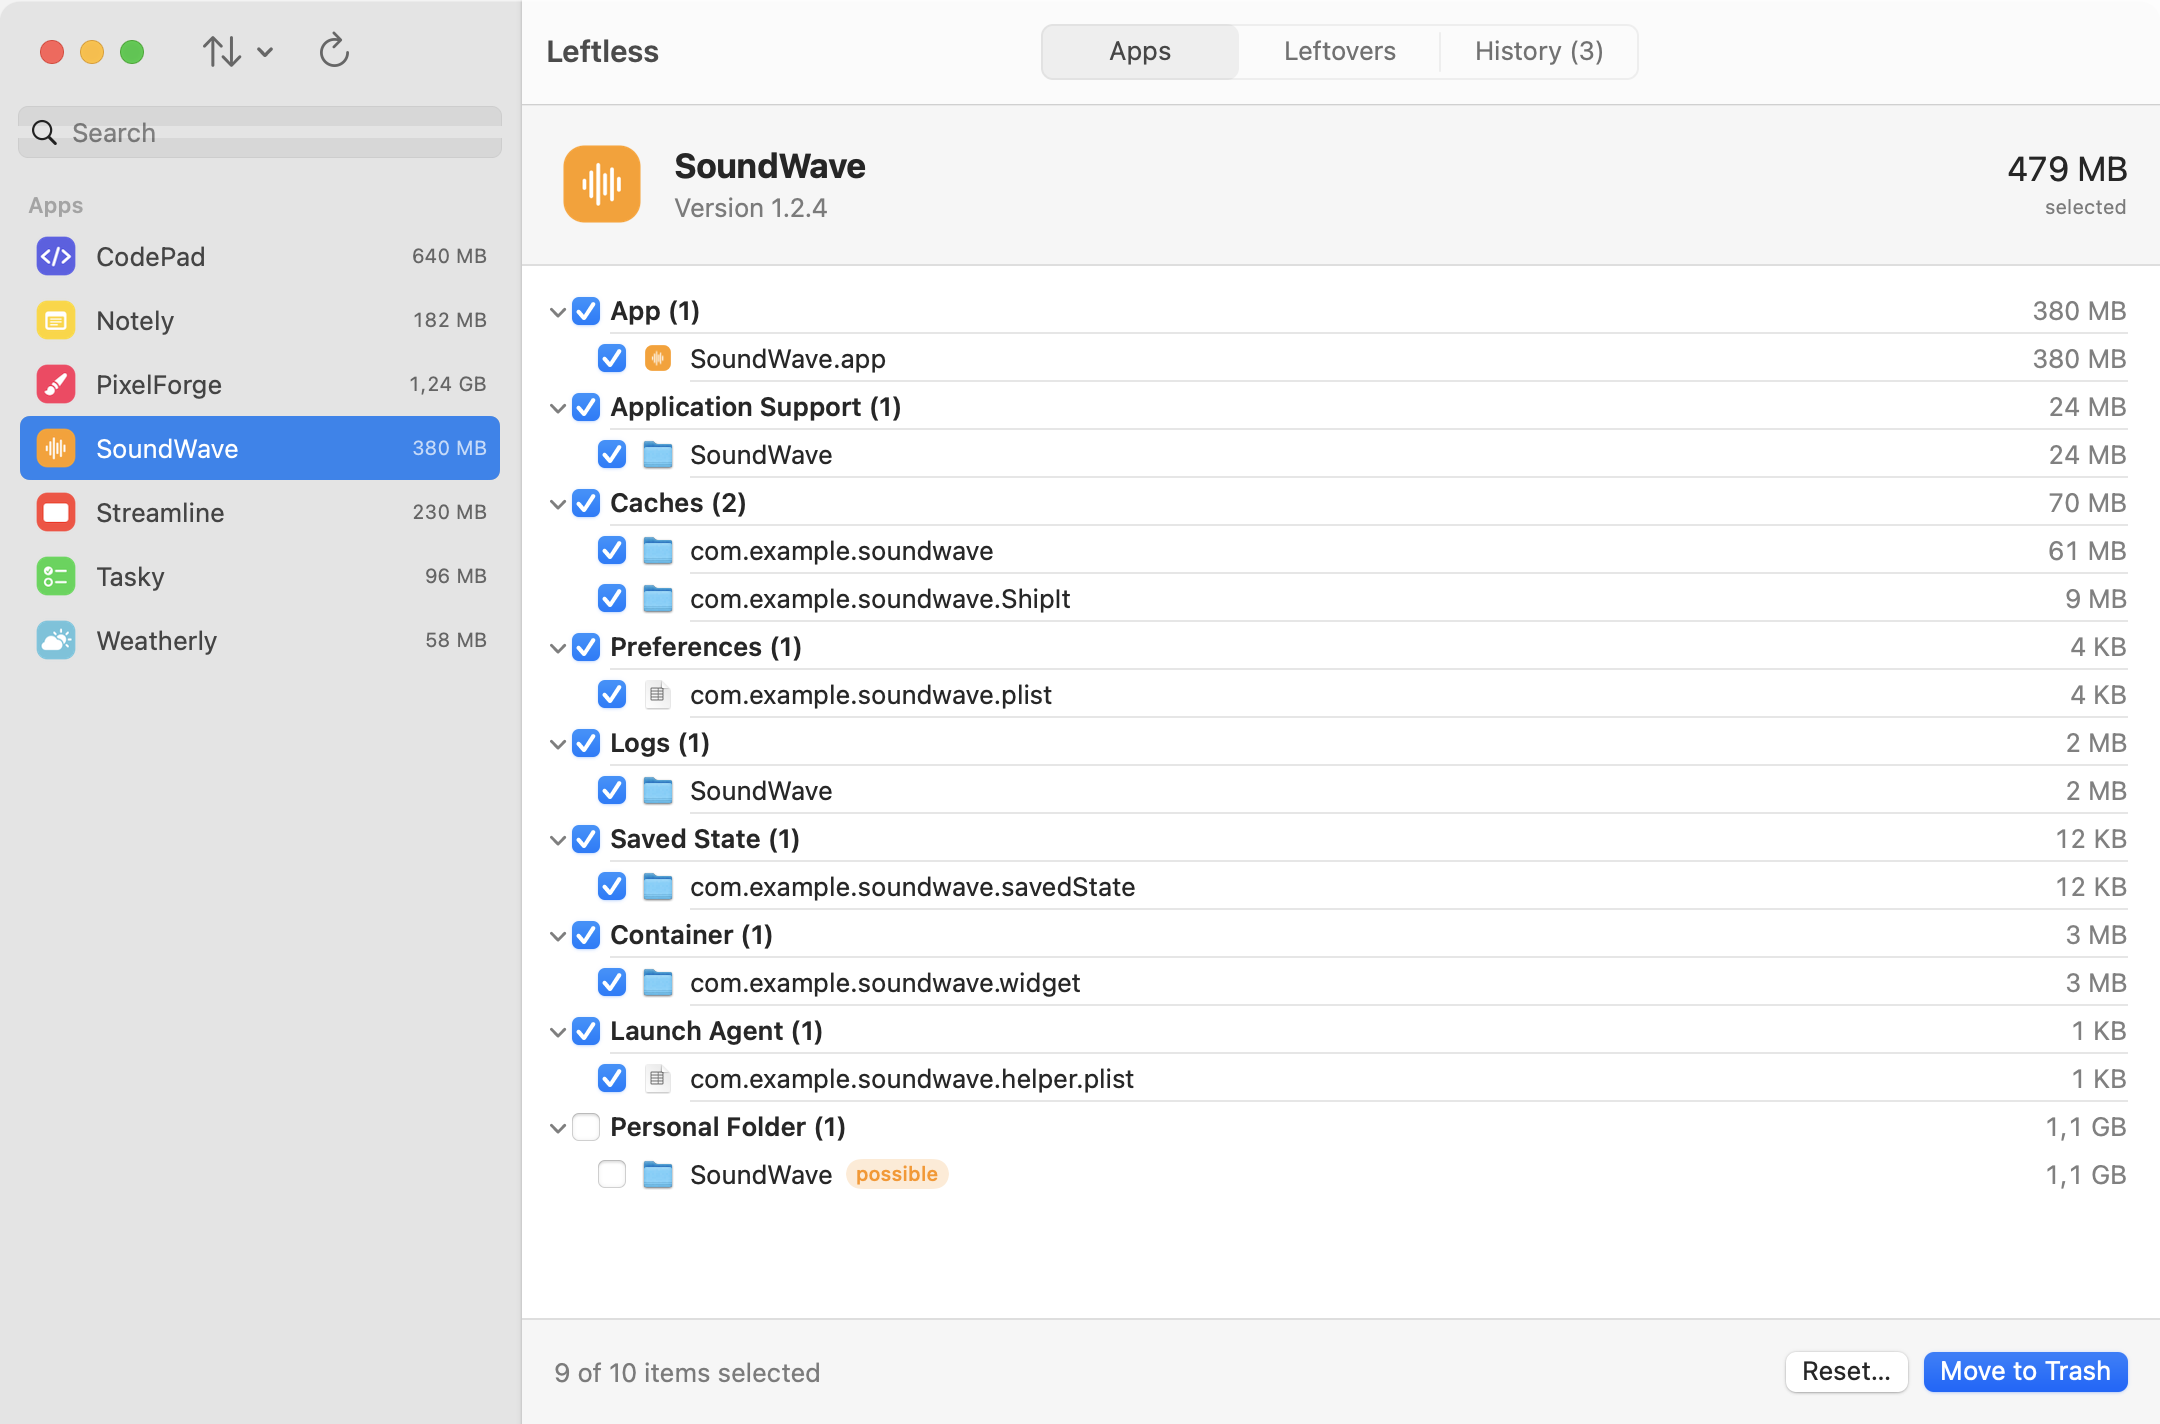 Leftless
Apps
Leftovers
History (3)
Search
Apps
CodePad 640 MB
Notely 182 MB
PixelForge 1,24 GB
SoundWave 380 MB
Streamline 230 MB
Tasky 96 MB
Weatherly 58 MB
SoundWave
Version 1.2.4
479 MB
selected
App (1) 380 MB
SoundWave.app 380 MB
Application Support (1) 24 MB
SoundWave 24 MB
Caches (2) 70 MB
com.example.soundwave 61 MB
com.example.soundwave.ShipIt 9 MB
Preferences (1) 4 KB
com.example.soundwave.plist 4 KB
Logs (1) 2 MB
SoundWave 2 MB
Saved State (1) 12 KB
com.example.soundwave.savedState 12 KB
Container (1) 3 MB
com.example.soundwave.widget 3 MB
Launch Agent (1) 1 KB
com.example.soundwave.helper.plist 1 KB
Personal Folder (1) 1,1 GB
SoundWave possible 1,1 GB
9 of 10 items selected
Reset...
Move to Trash